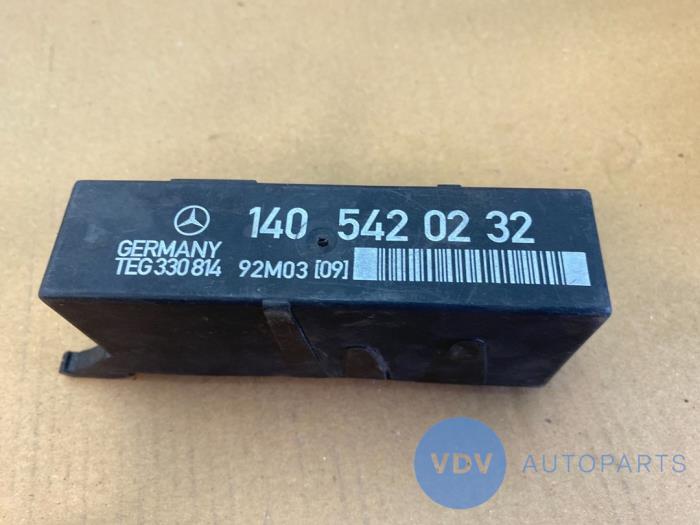 140 542 02 32
GERMANY
TEG 330 814 92M03 [09]
VDV AUTOPARTS